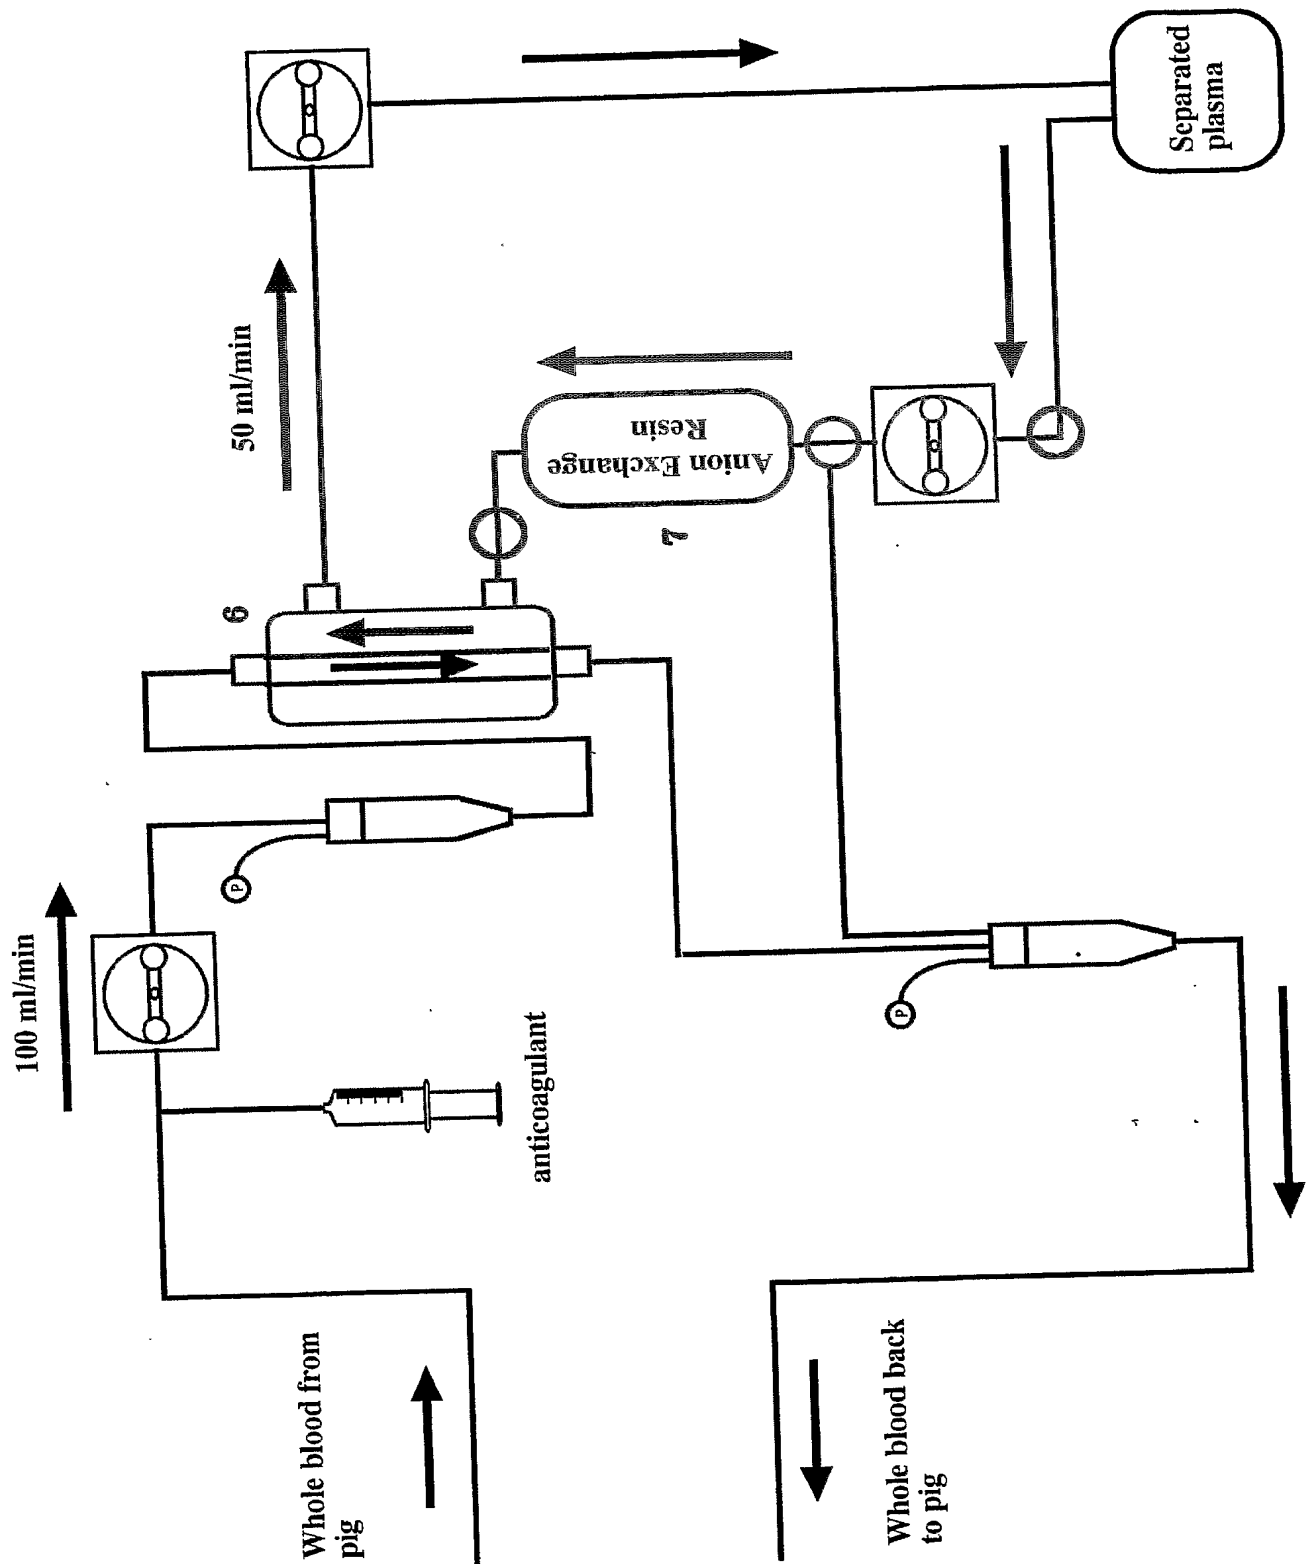 Whole blood from
pig
100 ml/min
anticoagulant
P
6
50 ml/min
Anion Exchange
Resin
7
Separated
plasma
P
Whole blood back
to pig